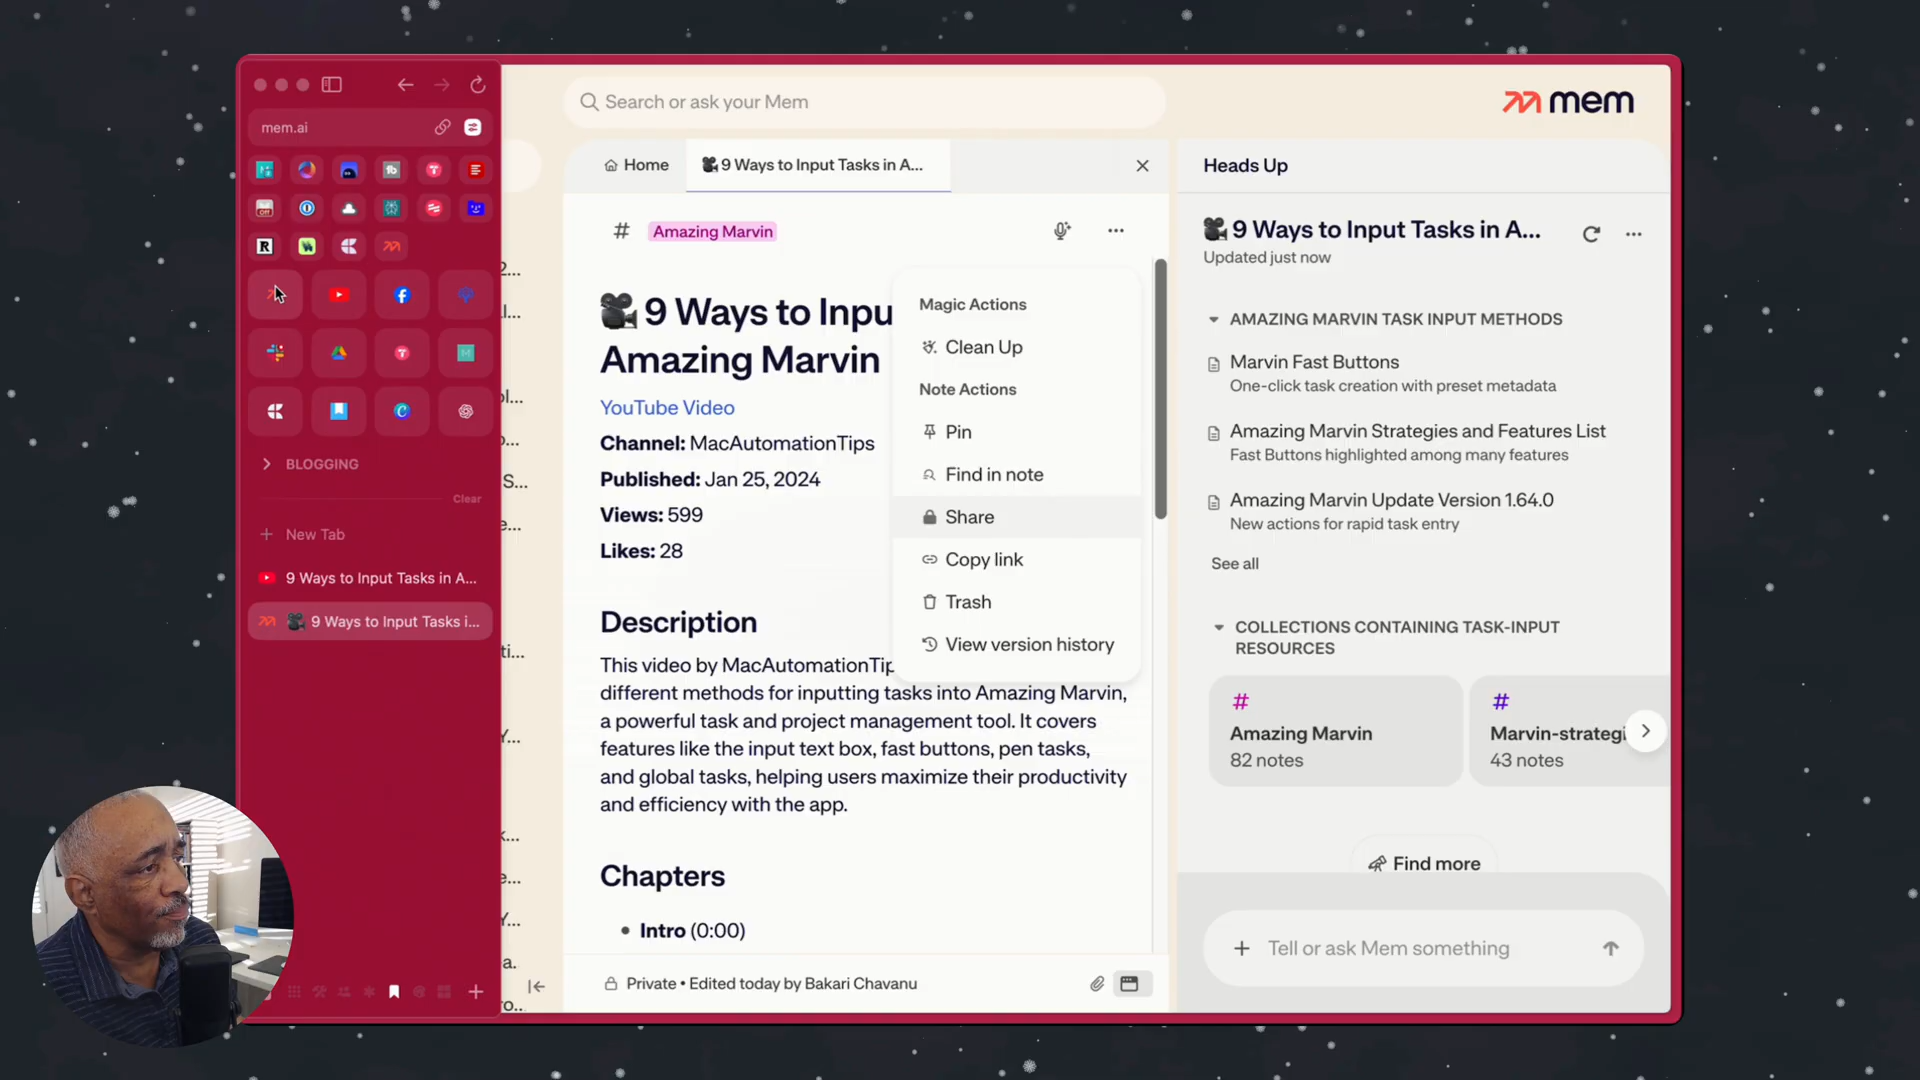 mem.ai
BLOGGING
Clear
New Tab
9 Ways to Input Tasks in A...
🎥 9 Ways to Input Tasks i...
Search or ask your Mem
mem
Home
🎥 9 Ways to Input Tasks in A...
# Amazing Marvin
🎥 9 Ways to Inpu
Amazing Marvin
YouTube Video
Channel: MacAutomationTips
Published: Jan 25, 2024
Views: 599
Likes: 28
Description
This video by MacAutomationTip
different methods for inputting tasks into Amazing Marvin,
a powerful task and project management tool. It covers
features like the input text box, fast buttons, pen tasks,
and global tasks, helping users maximize their productivity
and efficiency with the app.
Chapters
• Intro (0:00)
Private • Edited today by Bakari Chavanu
Magic Actions
Clean Up
Note Actions
Pin
Find in note
Share
Copy link
Trash
View version history
Heads Up
🎥 9 Ways to Input Tasks in A...
Updated just now
AMAZING MARVIN TASK INPUT METHODS
Marvin Fast Buttons
One-click task creation with preset metadata
Amazing Marvin Strategies and Features List
Fast Buttons highlighted among many features
Amazing Marvin Update Version 1.64.0
New actions for rapid task entry
See all
COLLECTIONS CONTAINING TASK-INPUT
RESOURCES
#
Amazing Marvin
82 notes
#
Marvin-strateg
43 notes
Find more
Tell or ask Mem something